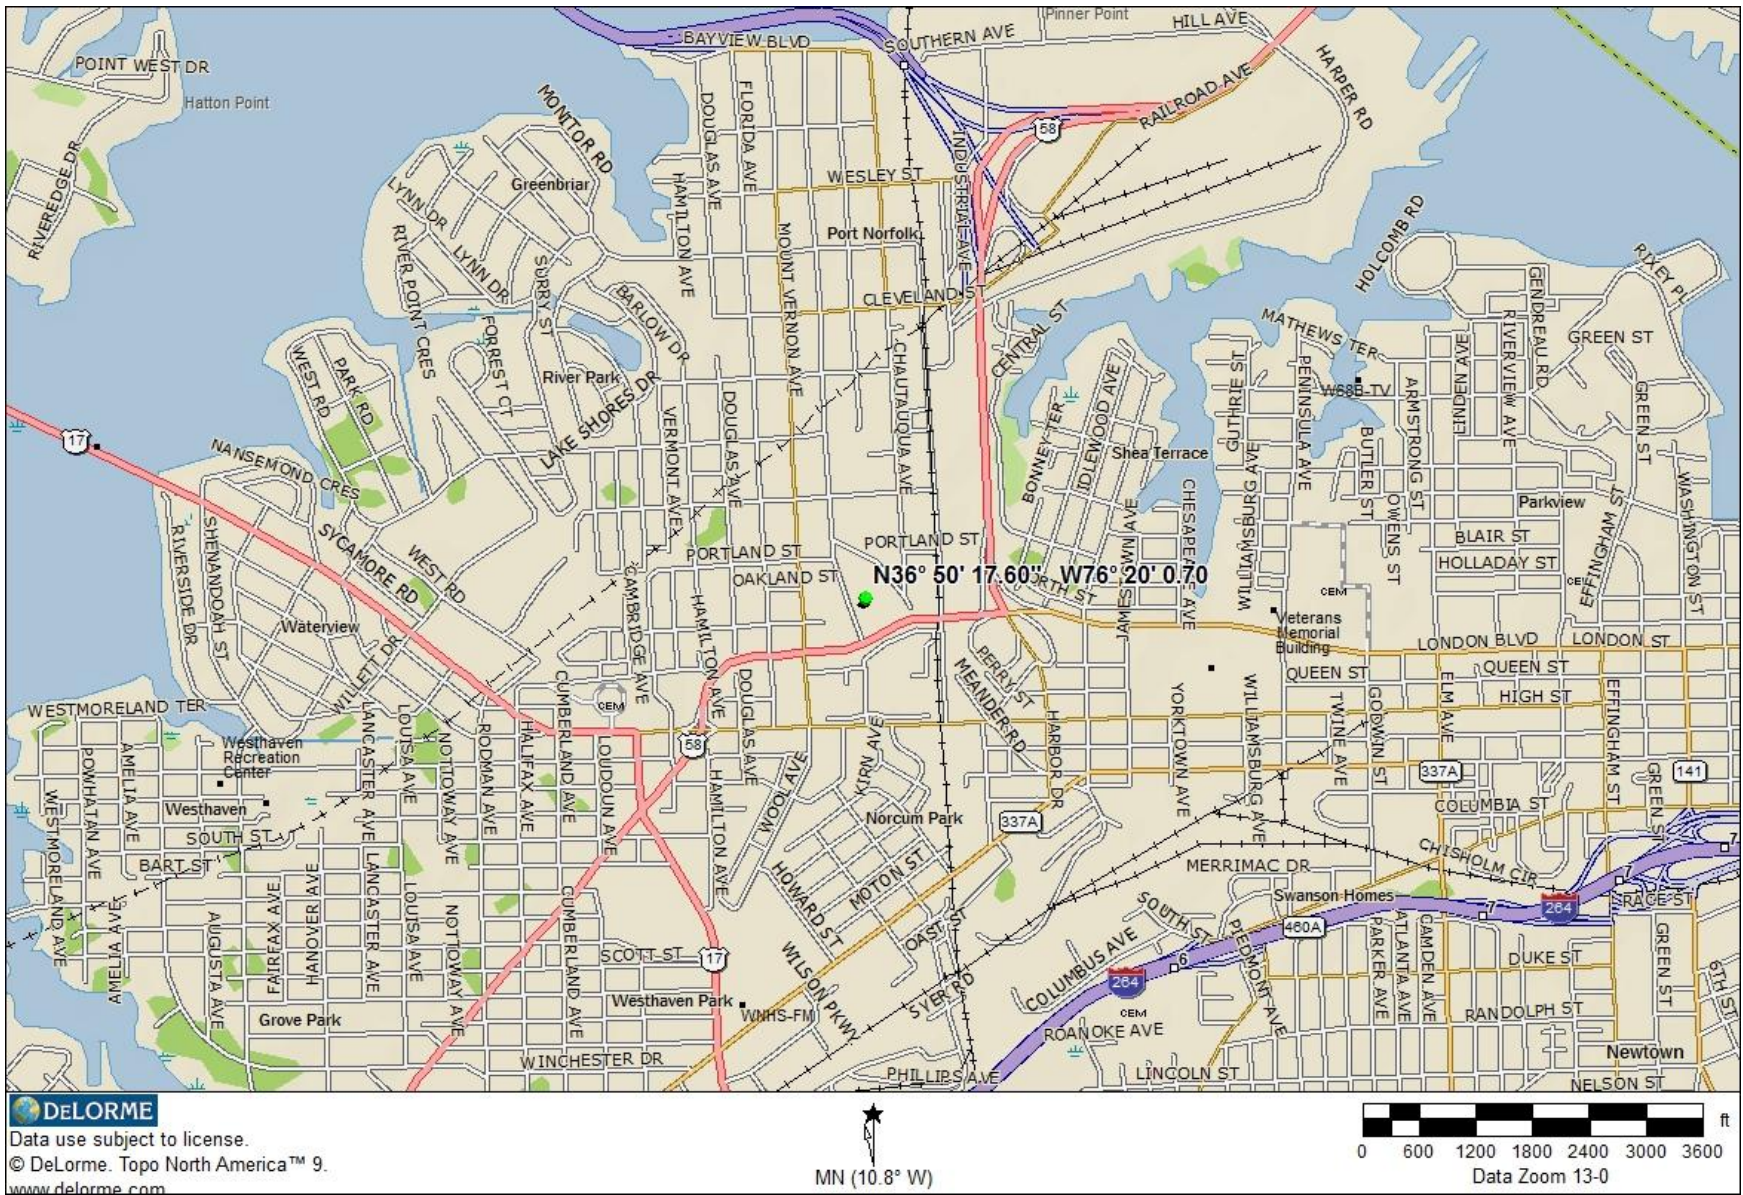 Pinner Point
HILL AVE
BAYVIEW BLVD
SOUTHERN AVE
POINT WEST DR
Hatton Point
HARPER RD
RAILROAD AVE
MONITOR RD
DOUGLAS AVE
FLORIDA AVE
58
INDUSTRIAL AVE
RIVEREDGE DR
LYNN DR
Greenbriar
HAMILTON AVE
WESLEY ST
Port Norfolk
MOUNT VERNON AVE
RIVER POINT CRES
LYNN DR
SURRY ST
HOLCOMB RD
RIXEY PL
BARLOW DR
CLEVELAND ST
GENDREAU RD
CENTRAL ST
MATHEWS TER
RIVERVIEW AVE
GREEN ST
FORREST CT
WEST RD
PARK RD
River Park
LAKE SHORES DR
CHAUTAUQUA AVE
GUTHRIE ST
PENINSULA AVE
W68B-TV
ARMSTRONG ST
VERMONT AVE
DOUGLAS AVE
BONNEY TER
IDLEWOOD AVE
Shea Terrace
BUTLER ST
GREEN ST
17
NANSEMOND CRES
CHESAPEAKE AVE
WILLIAMSBURG AVE
OWENS ST
Parkview
WASHINGTON ST
RIVERSIDE DR
SHENANDOAH ST
SYCAMORE RD
WEST RD
PORTLAND ST
PORTLAND ST
BLAIR ST
EFFINGHAM ST
OAKLAND ST
N36° 50' 17.60" W76° 20' 0.70
HOLLADAY ST
CEM
CEM
CAMBRIDGE AVE
HAMILTON AVE
Waterview
WILLETT DR
Veterans
Memorial
Building
LONDON BLVD
LONDON ST
PERRY ST
MEANDER RD
QUEEN ST
QUEEN ST
CUMBERLAND AVE
CEM
DOUGLAS AVE
HIGH ST
WESTMORELAND TER
LANCASTER AVE
LOUISA AVE
NOTTOWAY AVE
RODMAN AVE
HALIFAX AVE
LOUDOUN AVE
58
KIRN AVE
HARBOR DR
YORKTOWN AVE
WILLIAMSBURG AVE
TWINE AVE
GODWIN ST
ELM AVE
EFFINGHAM ST
Westhaven
Recreation
Center
POWHATAN AVE
AMELIA AVE
WOOL AVE
HAMILTON AVE
337A
141
Westhaven
WESTMORELAND AVE
Norcum Park
337A
COLUMBIA ST
GREEN ST
SOUTH ST
BART ST
HOWARD ST
MOTON ST
MERRIMAC DR
CHISHOLM CIR
7
7
LANCASTER AVE
LOUISA AVE
NOTTOWAY AVE
CUMBERLAND AVE
Swanson Homes
RACE ST
264
7
AMELIA AVE
AUGUSTA AVE
FAIRFAX AVE
HANOVER AVE
OAST ST
SOUTH ST
460A
PIEDMONT AVE
PARKER AVE
ATLANTA AVE
CAMDEN AVE
GREEN ST
SCOTT ST
17
WILSON PKWY
COLUMBUS AVE
6
264
DUKE ST
6TH ST
Westhaven Park
WNHS-FM
SYER RD
CEM
RANDOLPH ST
Grove Park
ROANOKE AVE
Newtown
WINCHESTER DR
PHILLIPS AVE
LINCOLN ST
NELSON ST
DELORME
Data use subject to license.
© DeLorme. Topo North America™ 9.
www.delorme.com
MN (10.8° W)
ft
0 600 1200 1800 2400 3000 3600
Data Zoom 13-0